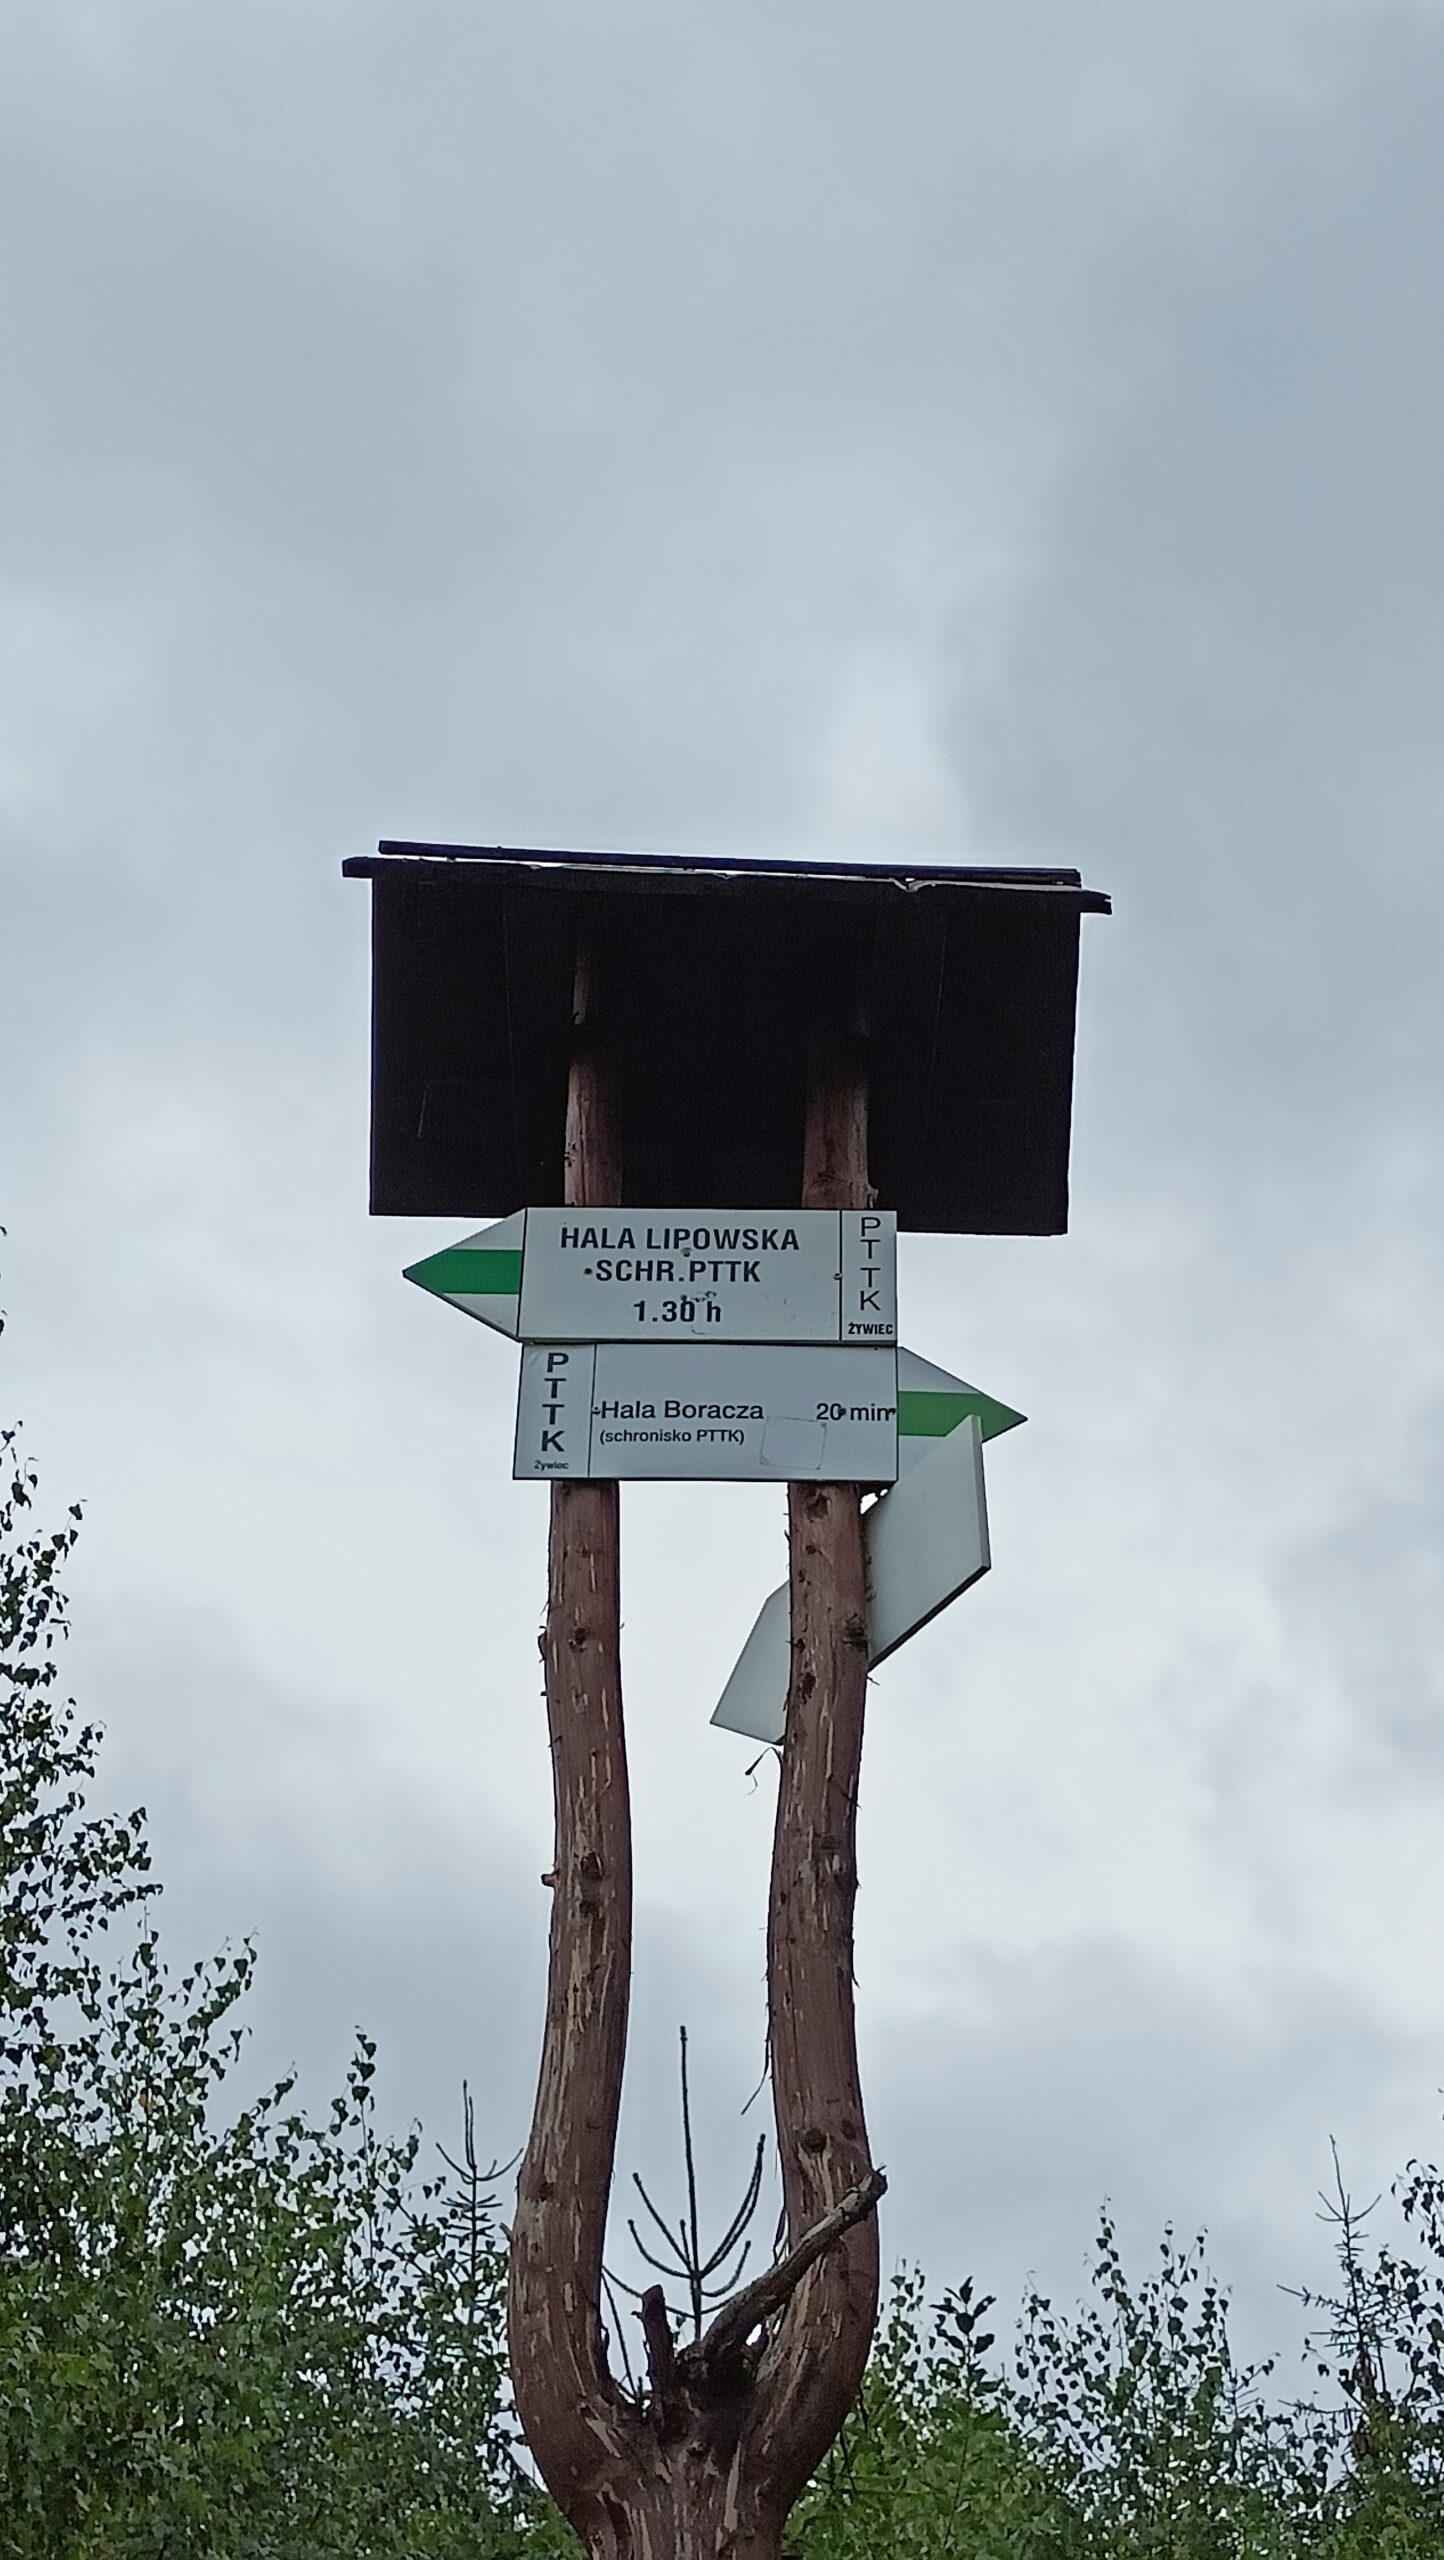 HALA LIPOWSKA
SCHR.PTTK
1.30 h
PTTK
ŻYWIEC
PTTK
Żywiec
Hala Boracza 20 min
(schronisko PTTK)